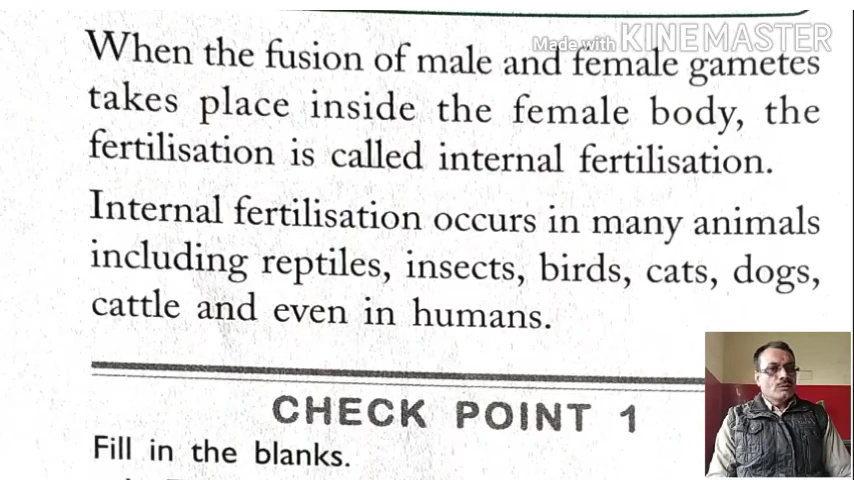 Made with KINEMASTER
When the fusion of male and female gametes
takes place inside the female body, the
fertilisation is called internal fertilisation.
Internal fertilisation occurs in many animals
including reptiles, insects, birds, cats, dogs,
cattle and even in humans.
CHECK POINT 1
Fill in the blanks.